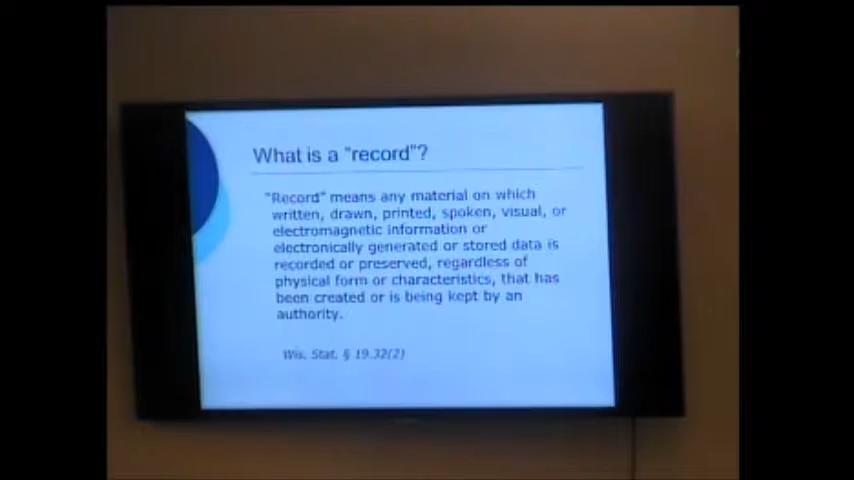 What is a "record"?
"Record" means any material on which
written, drawn, printed, spoken, visual, or
electromagnetic information or
electronically generated or stored data is
recorded or preserved, regardless of
physical form or characteristics, that has
been created or is being kept by an
authority.
Wis. Stat. § 19.32(2)